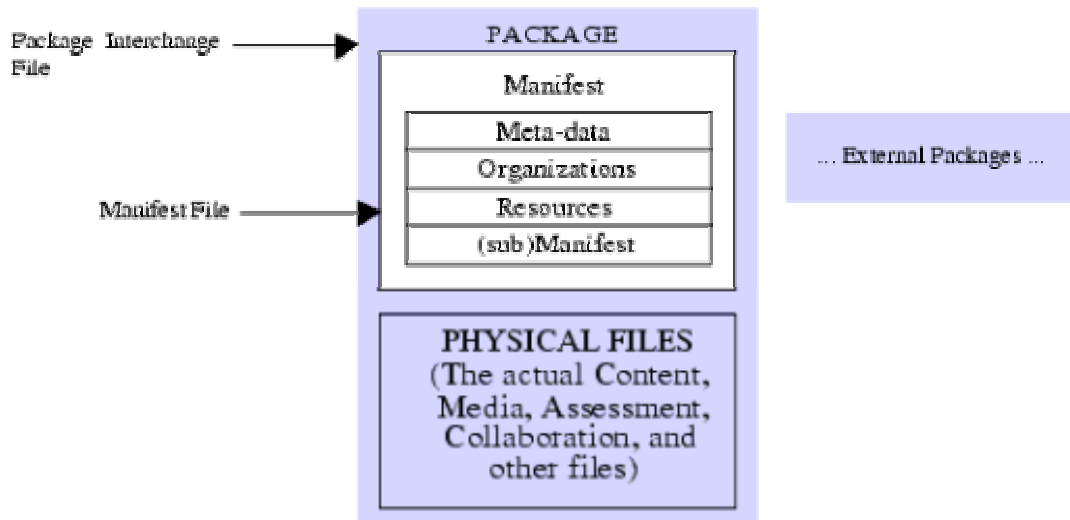 Package Interchange
File
PACKAGE
Manifest
Meta-data
Organizations
Resources
(sub)Manifest
Manifest File
PHYSICAL FILES
(The actual Content,
Media, Assessment,
Collaboration, and
other files)
... External Packages ...